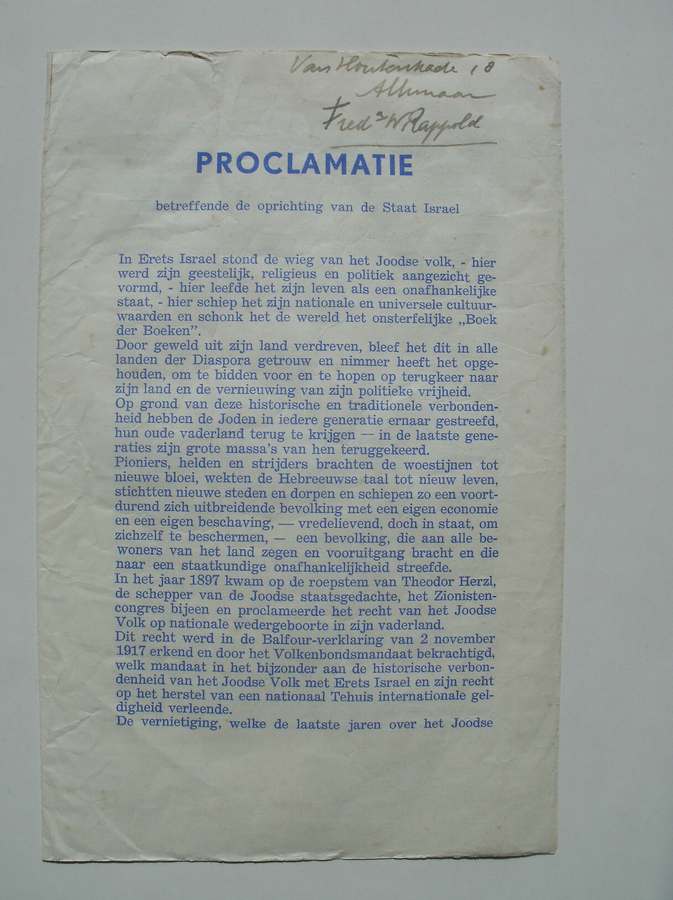 Van Houtenkade 18
Alkmaar
Fred. W Rappold
PROCLAMATIE
betreffende de oprichting van de Staat Israel
In Erets Israel stond de wieg van het Joodse volk, - hier
werd zijn geestelijk, religieus en politiek aangezicht ge-
vormd, - hier leefde het zijn leven als een onafhankelijke
staat, - hier schiep het zijn nationale en universele cultuur-
waarden en schonk het de wereld het onsterfelijke „Boek
der Boeken”.
Door geweld uit zijn land verdreven, bleef het dit in alle
landen der Diaspora getrouw en nimmer heeft het opge-
houden, om te bidden voor en te hopen op terugkeer naar
zijn land en de vernieuwing van zijn politieke vrijheid.
Op grond van deze historische en traditionele verbonden-
heid hebben de Joden in iedere generatie ernaar gestreefd,
hun oude vaderland terug te krijgen — in de laatste gene-
raties zijn grote massa's van hen teruggekeerd.
Pioniers, helden en strijders brachten de woestijnen tot
nieuwe bloei, wekten de Hebreeuwse taal tot nieuw leven,
stichtten nieuwe steden en dorpen en schiepen zo een voort-
durend zich uitbreidende bevolking met een eigen economie
en een eigen beschaving, — vredelievend, doch in staat, om
zichzelf te beschermen, — een bevolking, die aan alle be-
woners van het land zegen en vooruitgang bracht en die
naar een staatkundige onafhankelijkheid streefde.
In het jaar 1897 kwam op de roepstem van Theodor Herzl,
de schepper van de Joodse staatsgedachte, het Zionisten-
congres bijeen en proclameerde het recht van het Joodse
Volk op nationale wedergeboorte in zijn vaderland.
Dit recht werd in de Balfour-verklaring van 2 november
1917 erkend en door het Volkenbondsmandaat bekrachtigd,
welk mandaat in het bijzonder aan de historische verbon-
denheid van het Joodse Volk met Erets Israel en zijn recht
op het herstel van een nationaal Tehuis internationale gel-
digheid verleende.
De vernietiging, welke de laatste jaren over het Joodse